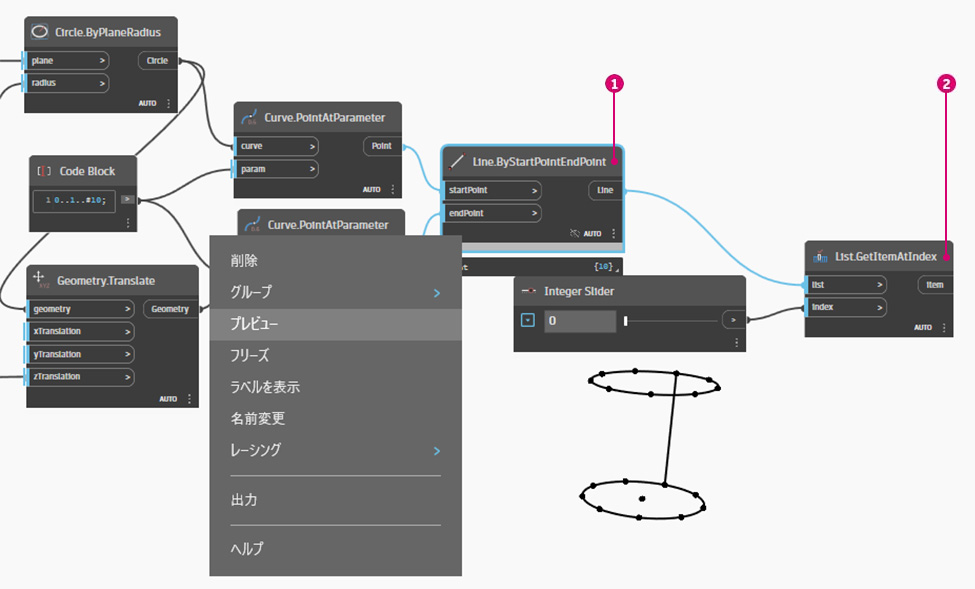 Circle.ByPlaneRadius
plane >
Circle
radius >
AUTO
1
2
Curve.PointAtParameter
curve >
Point
param >
AUTO
Code Block
1 0..1..#10;
>
Line.ByStartPointEndPoint
startPoint >
Line
endPoint >
AUTO
Curve.PointAtParameter
{10}
List.GetItemAtIndex
list >
item
index >
AUTO
Geometry.Translate
XYZ
geometry >
Geometry
xTranslation >
yTranslation >
zTranslation >
AUTO
Integer Slider
0
>
削除
グループ >
プレビュー
フリーズ
ラベルを表示
名前変更
レーシング >
出力
ヘルプ